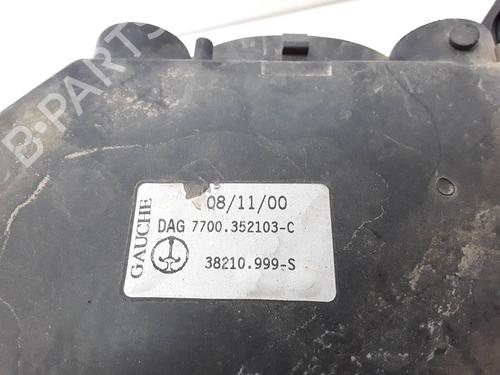 B-PARTS
GAUCHE
08/11/00
DAG 7700.352103-C
38210.999-S